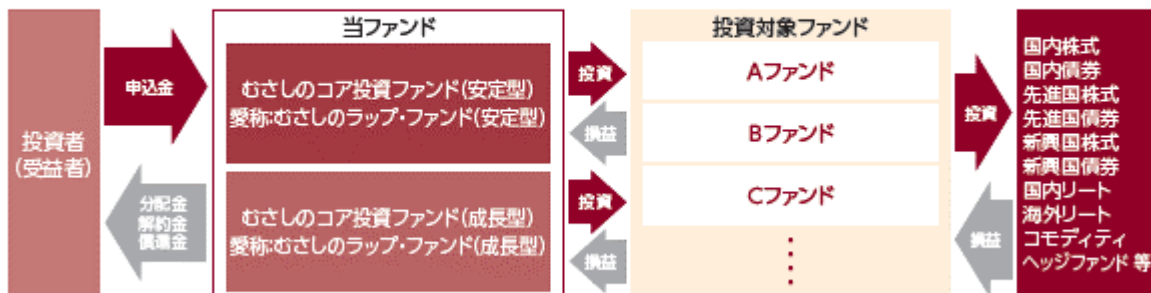 投資者
(受益者)
申込金
分配金
解約金
償還金
当ファンド
むさしのコア投資ファンド(安定型)
愛称:むさしのラップ・ファンド(安定型)
むさしのコア投資ファンド(成長型)
愛称:むさしのラップ・ファンド(成長型)
投資
損益
投資
損益
投資対象ファンド
Aファンド
Bファンド
Cファンド
投資
損益
国内株式
国内債券
先進国株式
先進国債券
新興国株式
新興国債券
国内リート
海外リート
コモディティ
ヘッジファンド 等